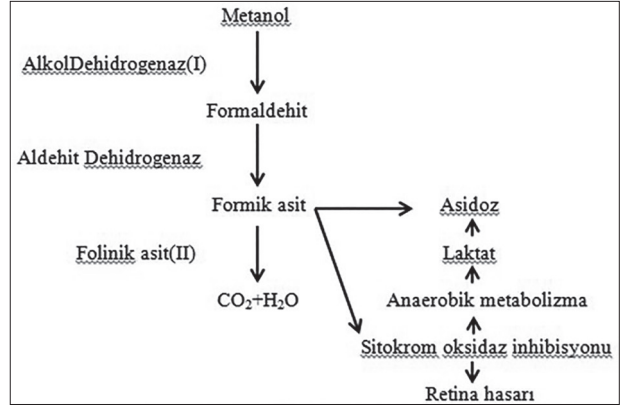 Metanol
AlkolDehidrogenaz(I)
Formaldehit
Aldehit Dehidrogenaz
Formik asit
Asidoz
Folinik asit(II)
Laktat
CO₂+H₂O
Anaerobik metabolizma
Sitokrom oksidaz inhibisyonu
Retina hasarı